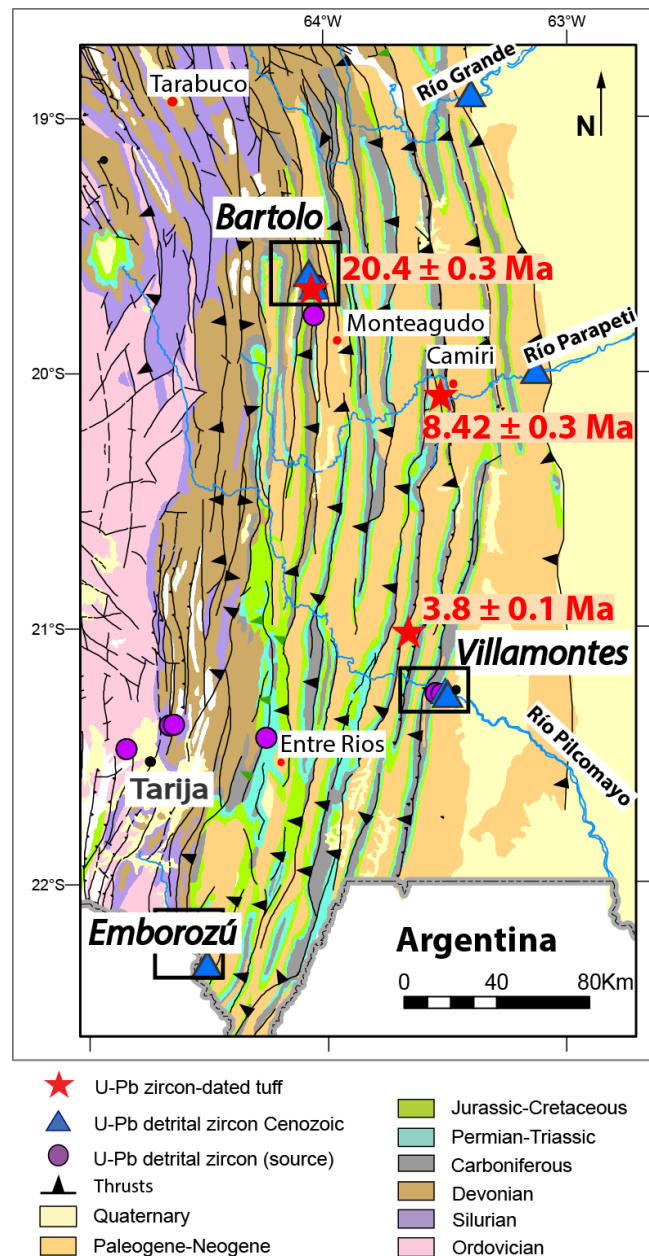 64°W
63°W
Tarabuco
Río Grande
19°S
N
Bartolo
20.4 ± 0.3 Ma
Monteagudo
Río Parapeti
Camiri
20°S
8.42 ± 0.3 Ma
3.8 ± 0.1 Ma
21°S
Villamontes
Entre Rios
Río Pilcomayo
Tarija
22°S
Emborozú
Argentina
0 40 80Km
U-Pb zircon-dated tuff
U-Pb detrital zircon Cenozoic
U-Pb detrital zircon (source)
Thrusts
Quaternary
Paleogene-Neogene
Jurassic-Cretaceous
Permian-Triassic
Carboniferous
Devonian
Silurian
Ordovician